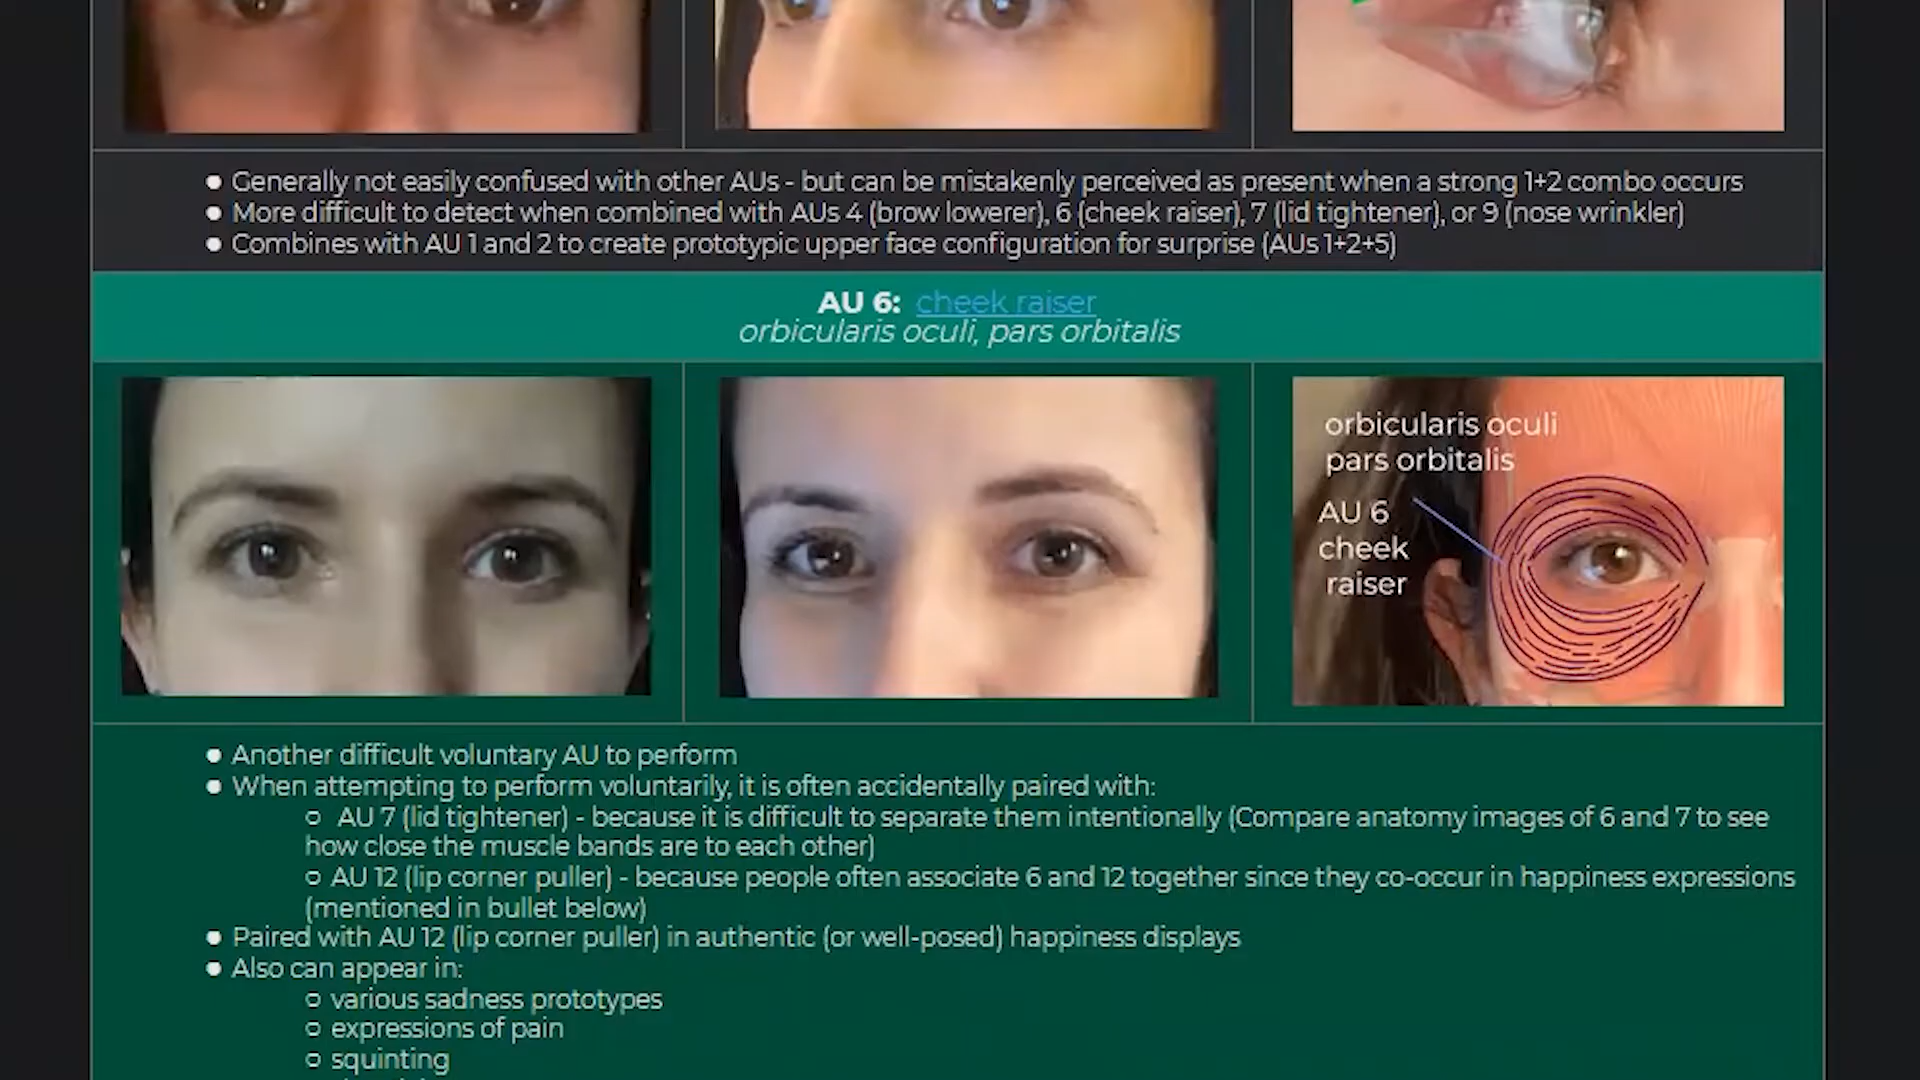 ● Generally not easily confused with other AUs - but can be mistakenly perceived as present when a strong 1+2 combo occurs
● More difficult to detect when combined with AUs 4 (brow lowerer), 6 (cheek raiser), 7 (lid tightener), or 9 (nose wrinkler)
● Combines with AU 1 and 2 to create prototypic upper face configuration for surprise (AUs 1+2+5)
AU 6: cheek raiser
orbicularis oculi, pars orbitalis
orbicularis oculi
pars orbitalis
AU 6
cheek
raiser
● Another difficult voluntary AU to perform
● When attempting to perform voluntarily, it is often accidentally paired with:
○ AU 7 (lid tightener) - because it is difficult to separate them intentionally (Compare anatomy images of 6 and 7 to see
how close the muscle bands are to each other)
○ AU 12 (lip corner puller) - because people often associate 6 and 12 together since they co-occur in happiness expressions
(mentioned in bullet below)
● Paired with AU 12 (lip corner puller) in authentic (or well-posed) happiness displays
● Also can appear in:
○ various sadness prototypes
○ expressions of pain
○ squinting